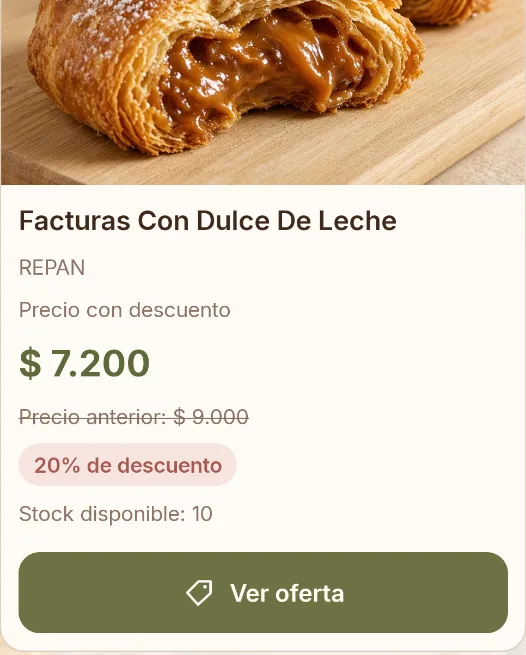 Facturas Con Dulce De Leche
REPAN
Precio con descuento
$ 7.200
Precio anterior: $ 9.000
20% de descuento
Stock disponible: 10
Ver oferta